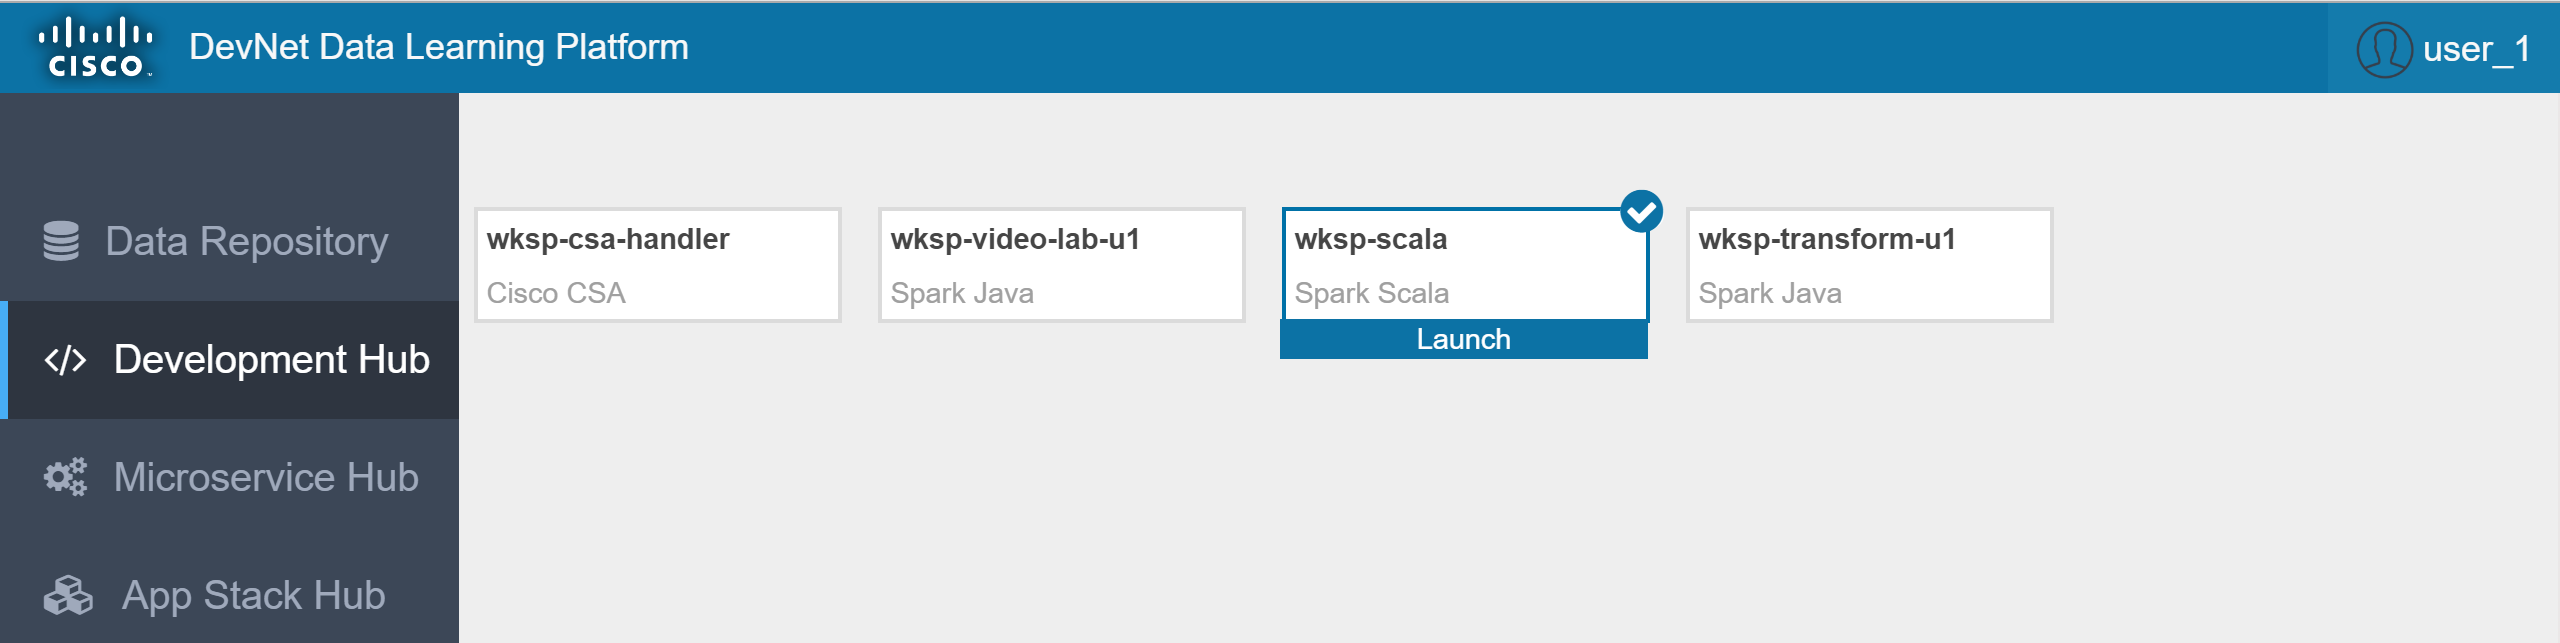 CISCO
DevNet Data Learning Platform
user_1
Data Repository
Development Hub
Microservice Hub
App Stack Hub
wksp-csa-handler
Cisco CSA
wksp-video-lab-u1
Spark Java
wksp-scala
Spark Scala
Launch
wksp-transform-u1
Spark Java